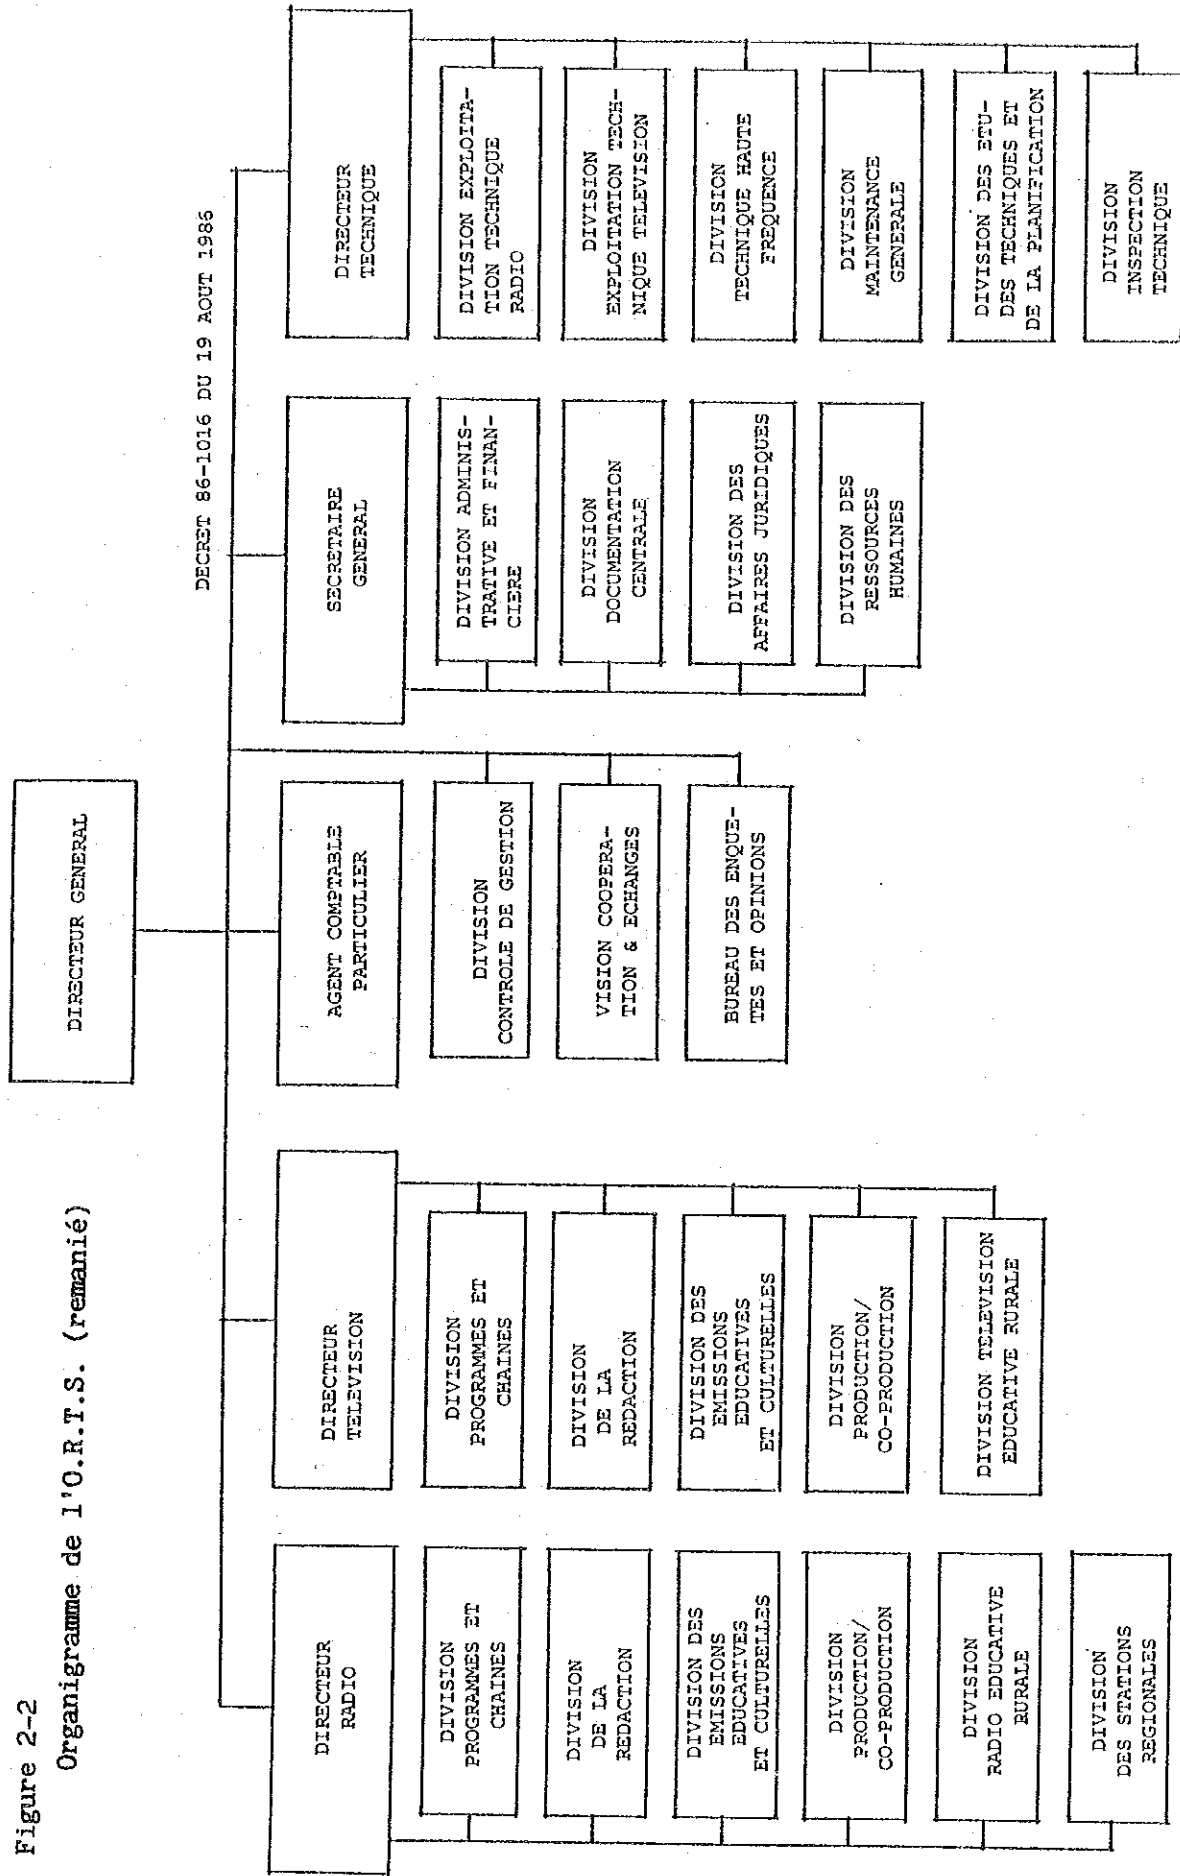 Figure 2-2
Organigramme de l'O.R.T.S. (remanié)
DECRET 86-1016 DU 19 AOUT 1986
DIRECTEUR GENERAL
DIRECTEUR
RADIO
DIVISION
PROGRAMMES ET
CHAINES
DIVISION
DE LA
REDACTION
DIVISION DES
EMISSIONS
EDUCATIVES
ET CULTURELLES
DIVISION
PRODUCTION/
CO-PRODUCTION
DIVISION
RADIO EDUCATIVE
RURALE
DIVISION
DES STATIONS
REGIONALES
DIRECTEUR
TELEVISION
DIVISION
PROGRAMMES ET
CHAINES
DIVISION
DE LA
REDACTION
DIVISION DES
EMISSIONS
EDUCATIVES
ET CULTURELLES
DIVISION
PRODUCTION/
CO-PRODUCTION
DIVISION TELEVISION
EDUCATIVE RURALE
AGENT COMPTABLE
PARTICULIER
DIVISION
CONTROLE DE GESTION
VISION COOPERA-
TION & ECHANGES
BUREAU DES ENQUE-
TES ET OPINIONS
SECRETAIRE
GENERAL
DIVISION ADMINIS-
TRATIVE ET FINAN-
CIERE
DIVISION
DOCUMENTATION
CENTRALE
DIVISION DES
AFFAIRES JURIDIQUES
DIVISION DES
RESSOURCES
HUMAINES
DIRECTEUR
TECHNIQUE
DIVISION EXPLOITA-
TION TECHNIQUE
RADIO
DIVISION
EXPLOITATION TECH-
NIQUE TELEVISION
DIVISION
TECHNIQUE HAUTE
FREQUENCE
DIVISION
MAINTENANCE
GENERALE
DIVISION DES ETU-
DES TECHNIQUES ET
DE LA PLANIFICATION
DIVISION
INSPECTION
TECHNIQUE